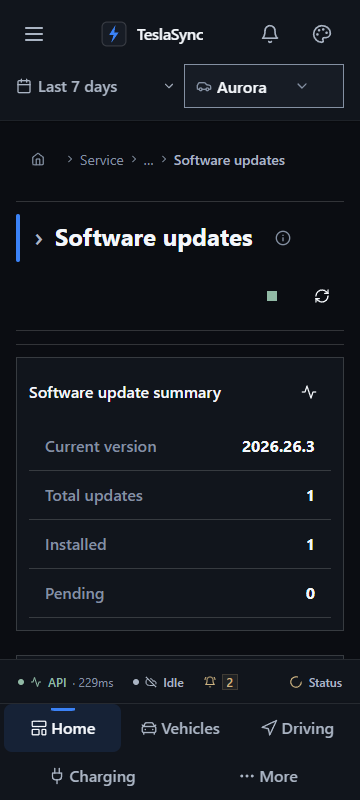 TeslaSync
Last 7 days
Aurora
Service
...
Software updates
Software updates
Software update summary
Current version 2026.26.3
Total updates 1
Installed 1
Pending 0
API · 229ms Idle 2 Status
Home Vehicles Driving
Charging More